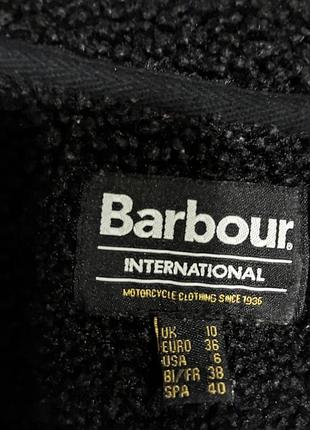 Barbour
INTERNATIONAL
MOTORCYCLE CLOTHING SINCE 1936
UK 10
EURO 36
USA 6
BI/FR 38
SPA 40